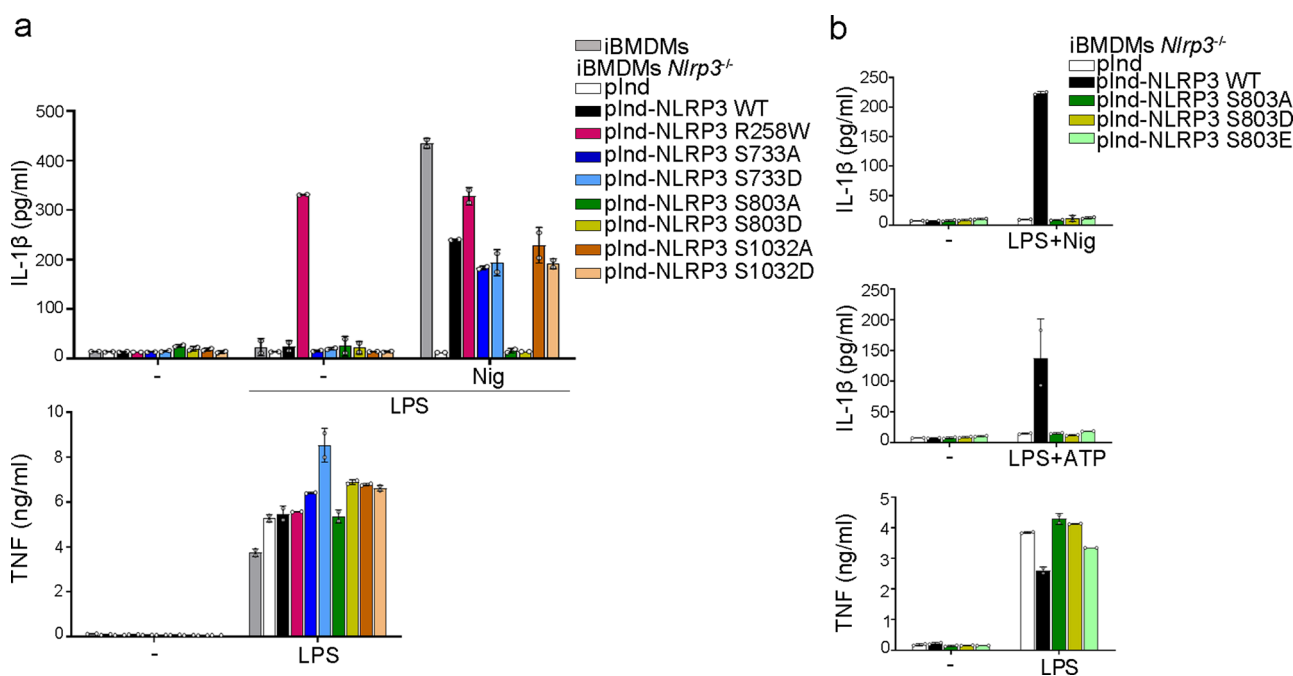 a
iBMDMs
iBMDMs Nlrp3-/-
pInd
pInd-NLRP3 WT
pInd-NLRP3 R258W
pInd-NLRP3 S733A
pInd-NLRP3 S733D
pInd-NLRP3 S803A
pInd-NLRP3 S803D
pInd-NLRP3 S1032A
pInd-NLRP3 S1032D
IL-1β (pg/ml)
500
400
300
200
100
0
-
-
Nig
LPS
TNF (ng/ml)
10
8
6
4
2
0
-
LPS
b
iBMDMs Nlrp3-/-
pInd
pInd-NLRP3 WT
pInd-NLRP3 S803A
pInd-NLRP3 S803D
pInd-NLRP3 S803E
IL-1β (pg/ml)
250
200
150
100
50
0
-
LPS+Nig
IL-1β (pg/ml)
250
200
150
100
50
0
-
LPS+ATP
TNF (ng/ml)
5
4
3
2
1
0
-
LPS